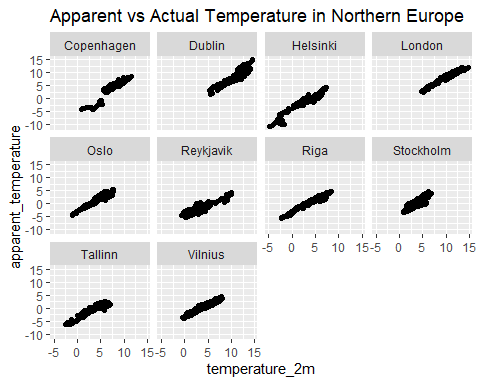 Apparent vs Actual Temperature in Northern Europe
Copenhagen Dublin Helsinki London
15
10
5
0
-5
-10
Oslo Reykjavik Riga Stockholm
15
10
5
0
-5
-10
-5 0 5 10 15 -5 0 5 10 15
Tallinn Vilnius
15
10
5
0
-5
-10
-5 0 5 10 15 -5 0 5 10 15
apparent_temperature
temperature_2m